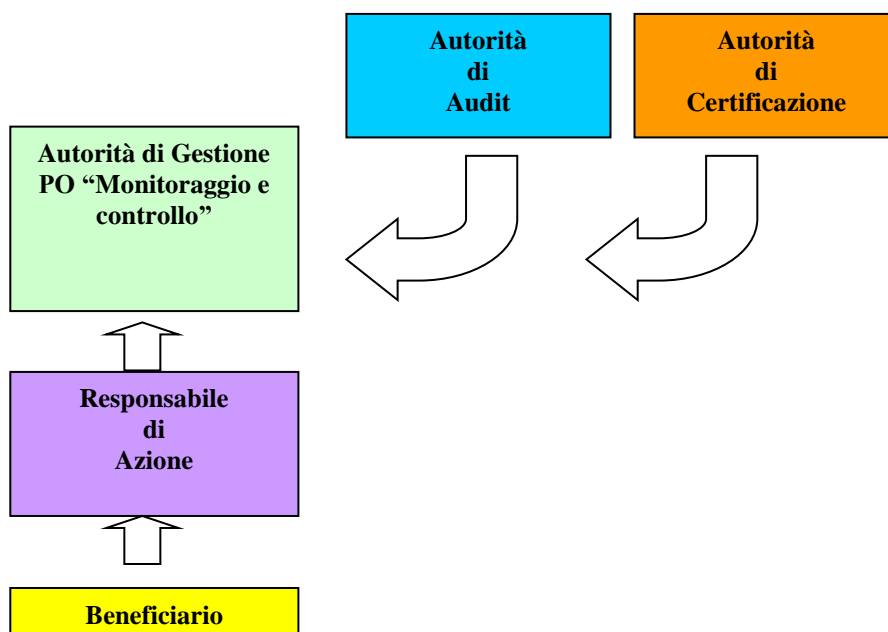 Autorità
di
Audit
Autorità
di
Certificazione
Autorità di Gestione
PO “Monitoraggio e
controllo”
Responsabile
di
Azione
Beneficiario